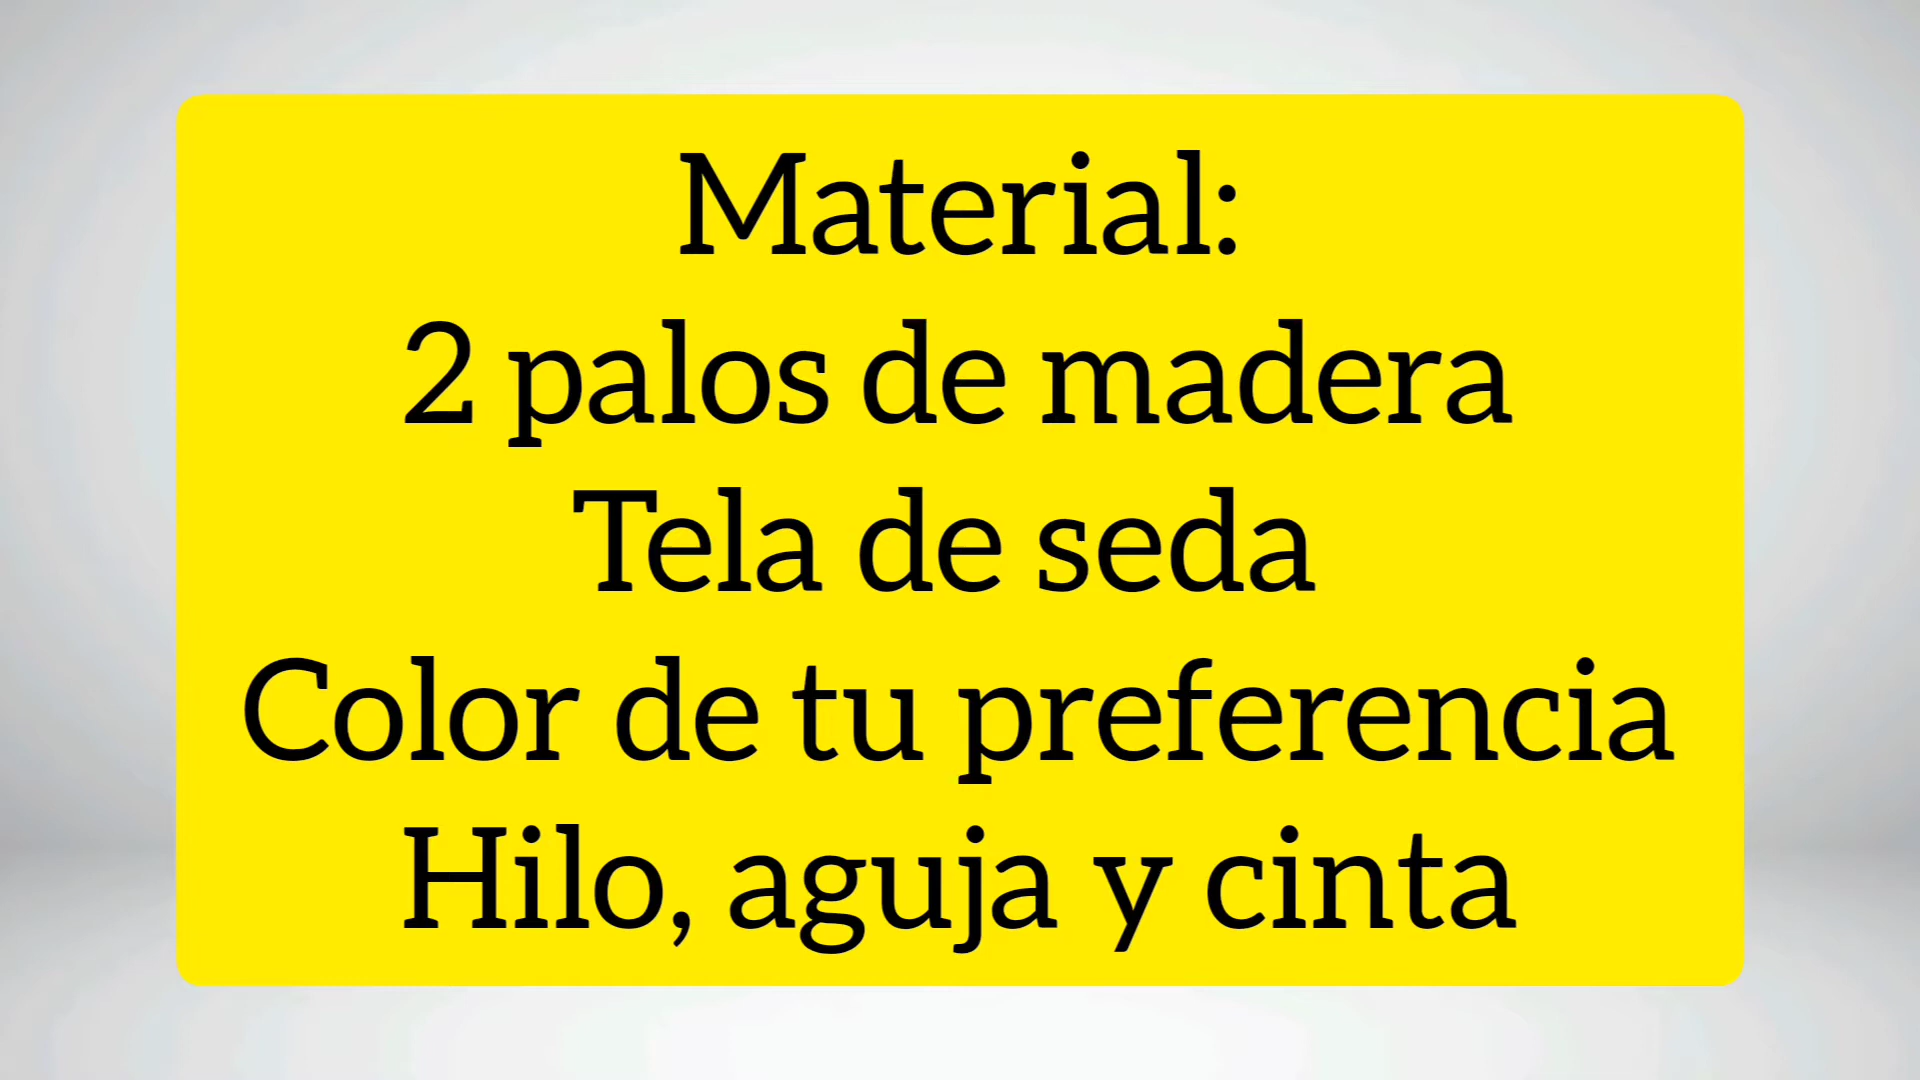 Material:
2 palos de madera
Tela de seda
Color de tu preferencia
Hilo, aguja y cinta